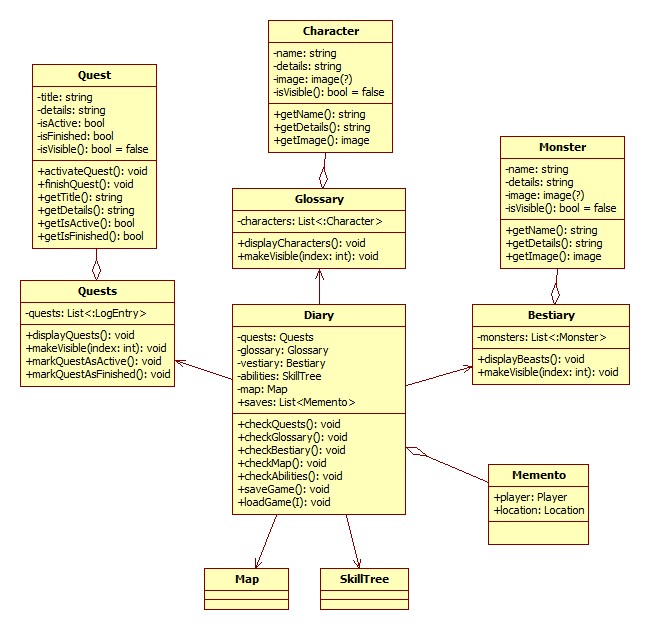 Character
-name: string
-details: string
-image: image(?)
-isVisible(): bool = false
+getName(): string
+getDetails(): string
+getImage(): image
Quest
-title: string
-details: string
-isActive: bool
-isFinished: bool
-isVisible(): bool = false
+activateQuest(): void
+finishQuest(): void
+getTitle(): string
+getDetails(): string
+getIsActive(): bool
+getIsFinished(): bool
Monster
-name: string
-details: string
-image: image(?)
-isVisible(): bool = false
+getName(): string
+getDetails(): string
+getImage(): image
Glossary
-characters: List<:Character>
+displayCharacters(): void
+makeVisible(index: int): void
Quests
-quests: List<:LogEntry>
+displayQuests(): void
+makeVisible(index: int): void
+markQuestAsActive(): void
+markQuestAsFinished(): void
Diary
-quests: Quests
-glossary: Glossary
-vestiary: Bestiary
-abilities: SkillTree
-map: Map
+saves: List<Memento>
+checkQuests(): void
+checkGlossary(): void
+checkBestiary(): void
+checkMap(): void
+checkAbilities(): void
+saveGame(): void
+loadGame(I): void
Bestiary
-monsters: List<:Monster>
+displayBeasts(): void
+makeVisible(index: int): void
Memento
+player: Player
+location: Location
Map
SkillTree